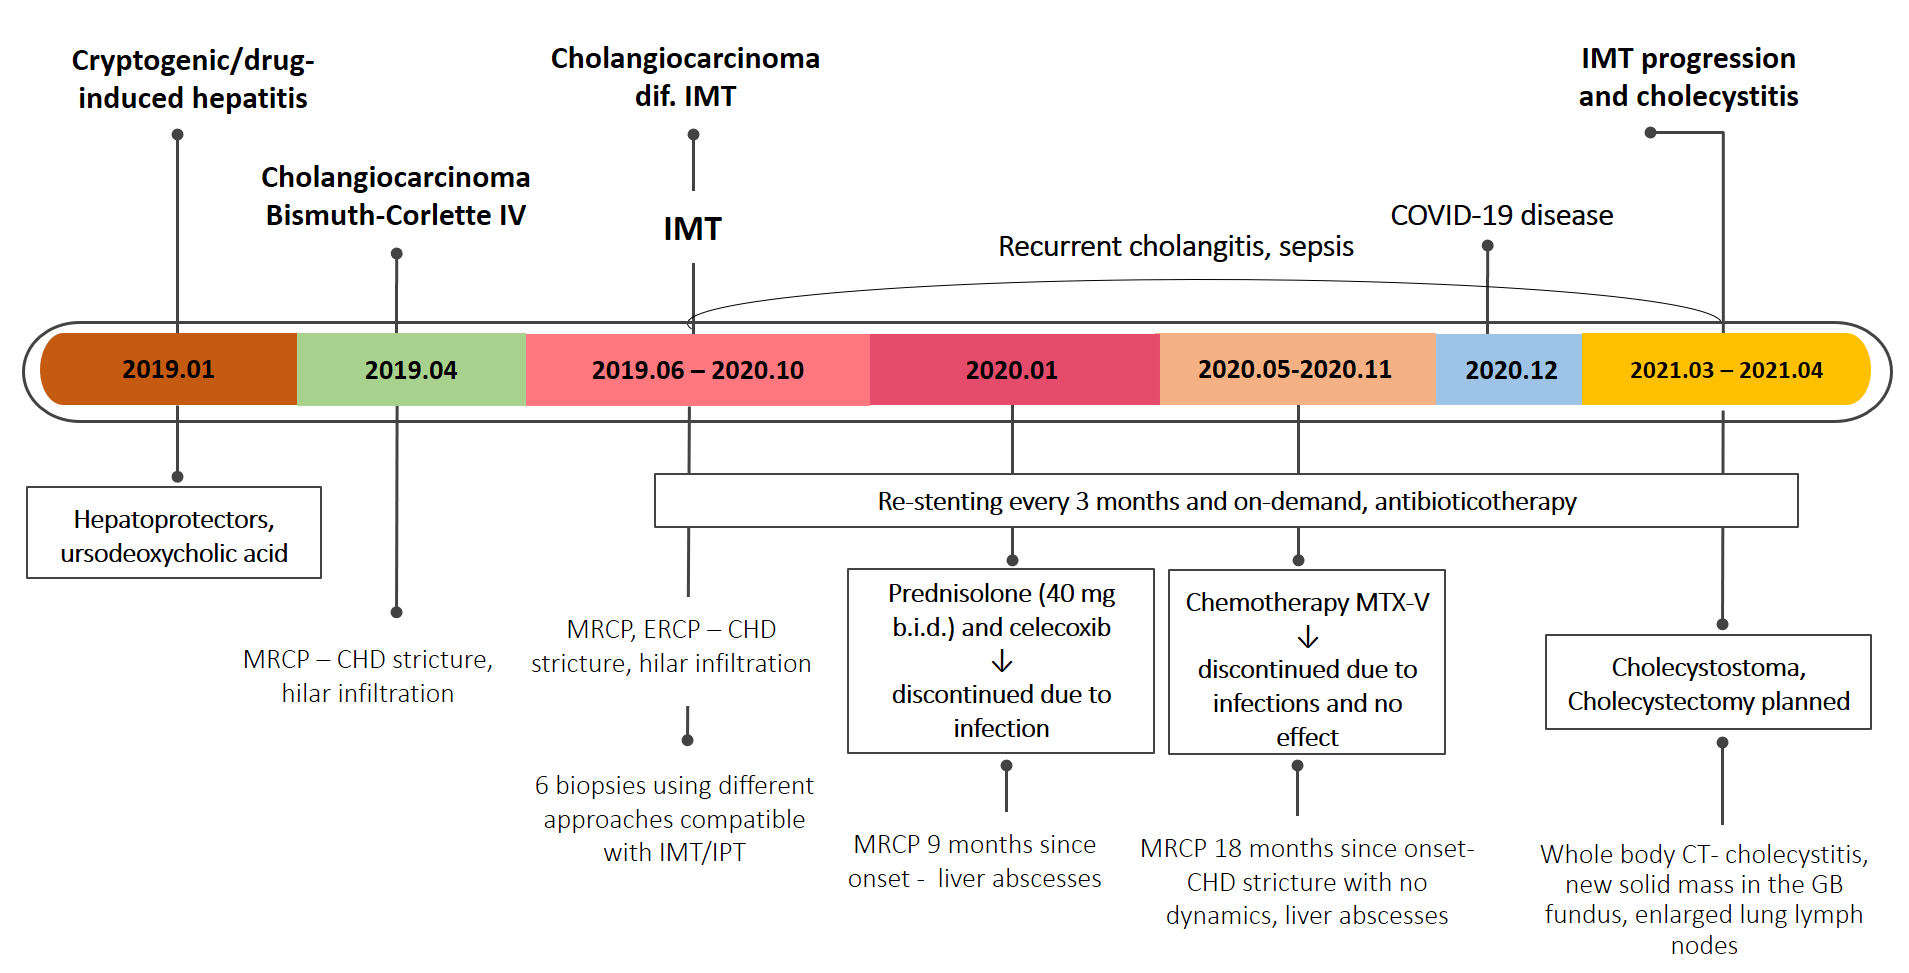 Cryptogenic/drug-
induced hepatitis
Cholangiocarcinoma
Bismuth-Corlette IV
Cholangiocarcinoma
dif. IMT
IMT
Recurrent cholangitis, sepsis
COVID-19 disease
IMT progression
and cholecystitis
2019.01
2019.04
2019.06 – 2020.10
2020.01
2020.05-2020.11
2020.12
2021.03 – 2021.04
Hepatoprotectors,
ursodeoxycholic acid
MRCP – CHD stricture,
hilar infiltration
Re-stenting every 3 months and on-demand, antibioticotherapy
MRCP, ERCP – CHD
stricture, hilar infiltration
6 biopsies using different
approaches compatible
with IMT/IPT
Prednisolone (40 mg
b.i.d.) and celecoxib
↓
discontinued due to
infection
MRCP 9 months since
onset - liver abscesses
Chemotherapy MTX-V
↓
discontinued due to
infections and no
effect
MRCP 18 months since onset-
CHD stricture with no
dynamics, liver abscesses
Cholecystostoma,
Cholecystectomy planned
Whole body CT- cholecystitis,
new solid mass in the GB
fundus, enlarged lung lymph
nodes